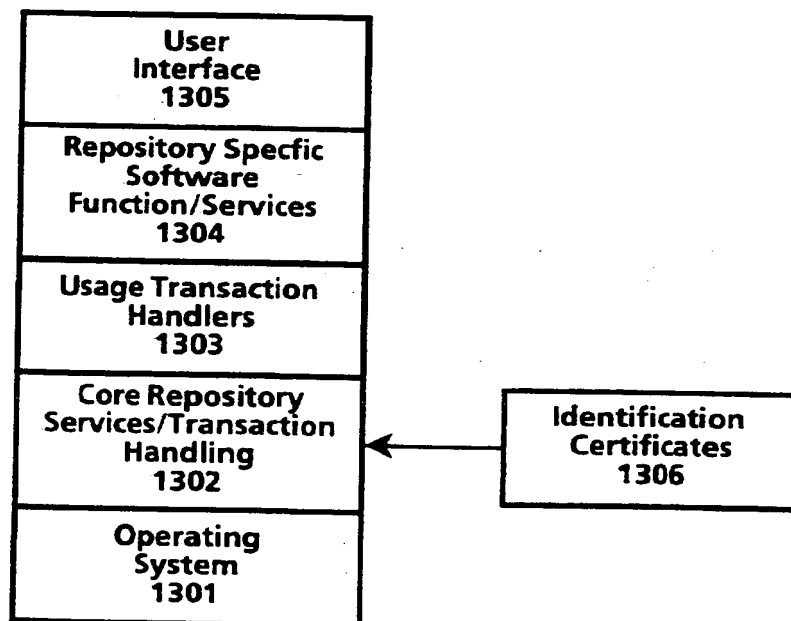 User
Interface
1305
Repository Specfic
Software
Function/Services
1304
Usage Transaction
Handlers
1303
Core Repository
Services/Transaction
Handling
1302
Operating
System
1301
Identification
Certificates
1306